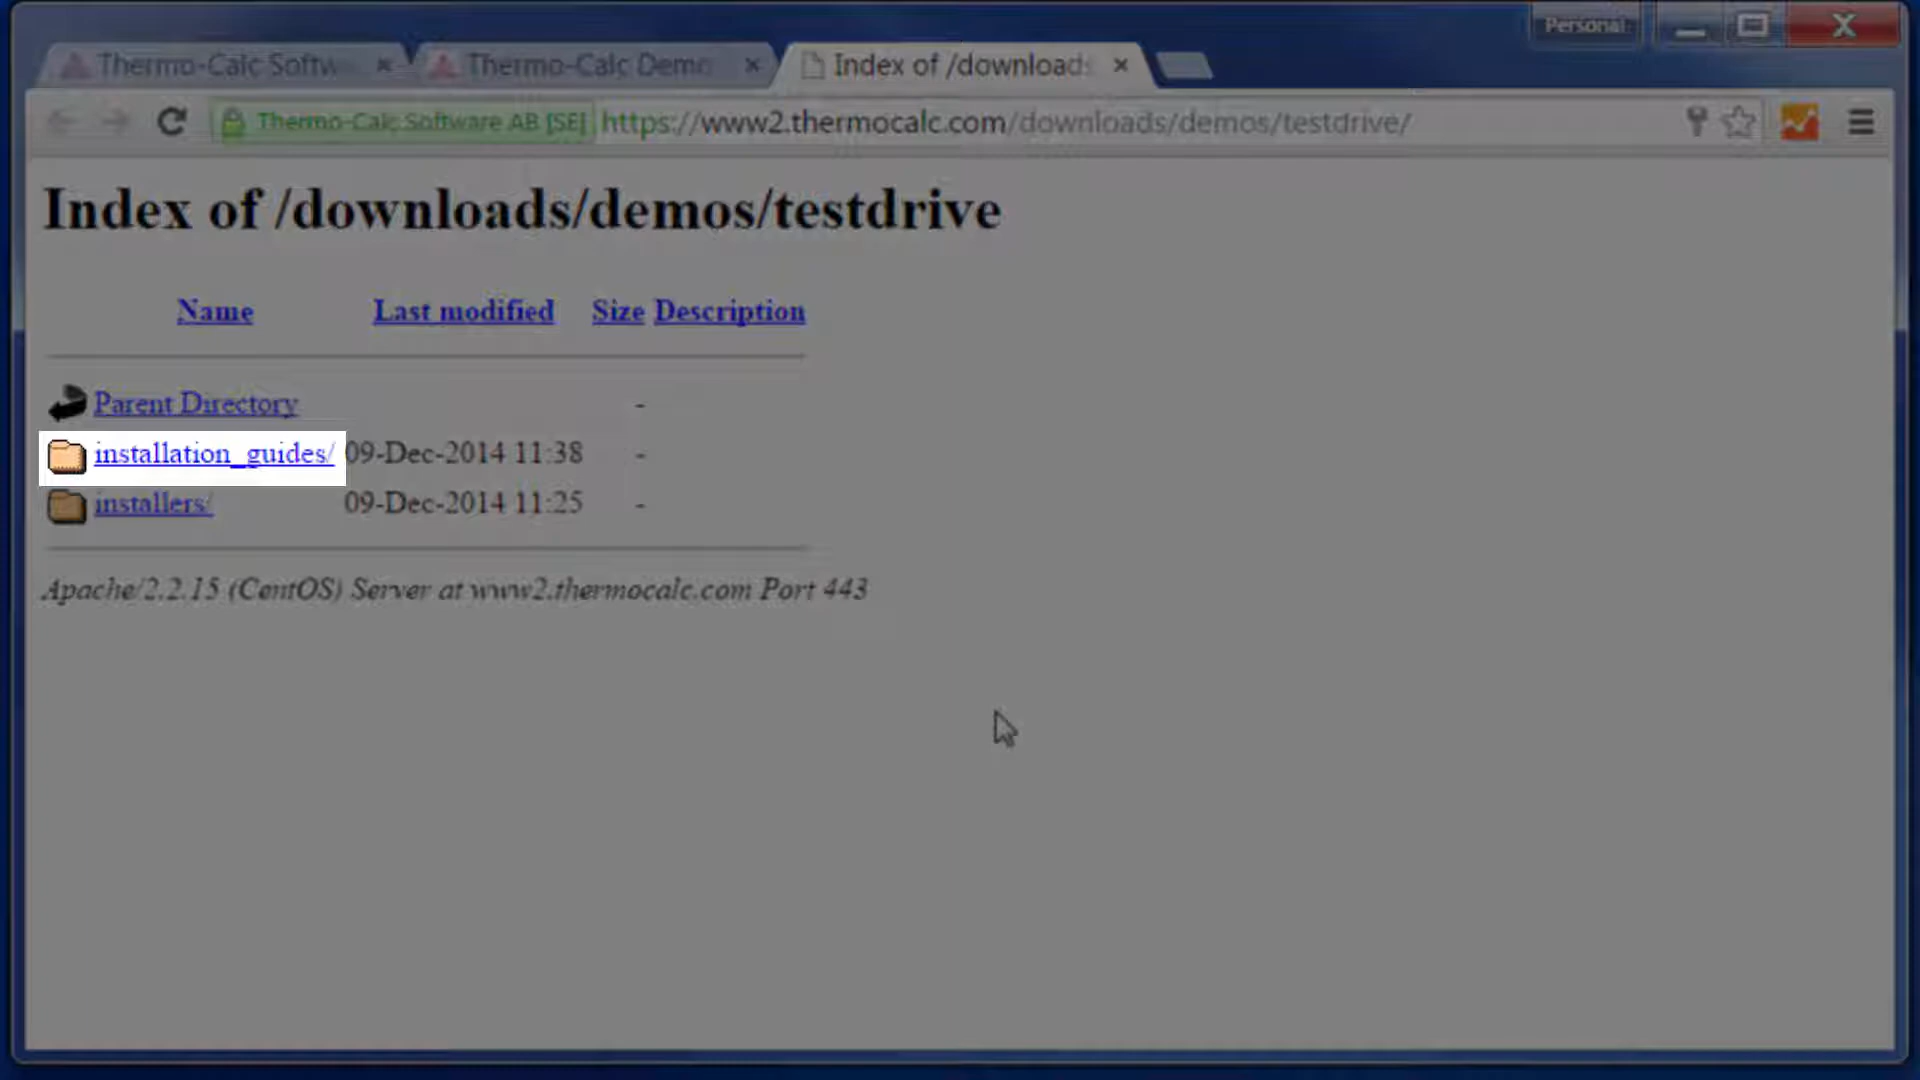 Personal
Thermo-Calc Softw
Thermo-Calc Demo
Index of /downloads
Thermo-Calc Software AB [SE] https://www2.thermocalc.com/downloads/demos/testdrive/
Index of /downloads/demos/testdrive
Name Last modified Size Description
Parent Directory -
installation_guides/ 09-Dec-2014 11:38 -
installers/ 09-Dec-2014 11:25 -
Apache/2.2.15 (CentOS) Server at www2.thermocalc.com Port 443